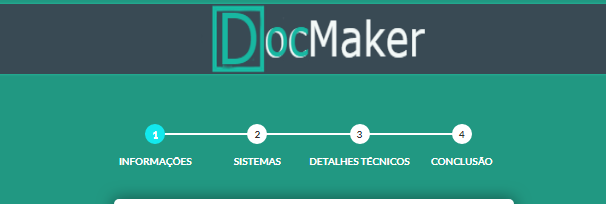 DocMaker
1 2 3 4
INFORMAÇÕES SISTEMAS DETALHES TÉCNICOS CONCLUSÃO